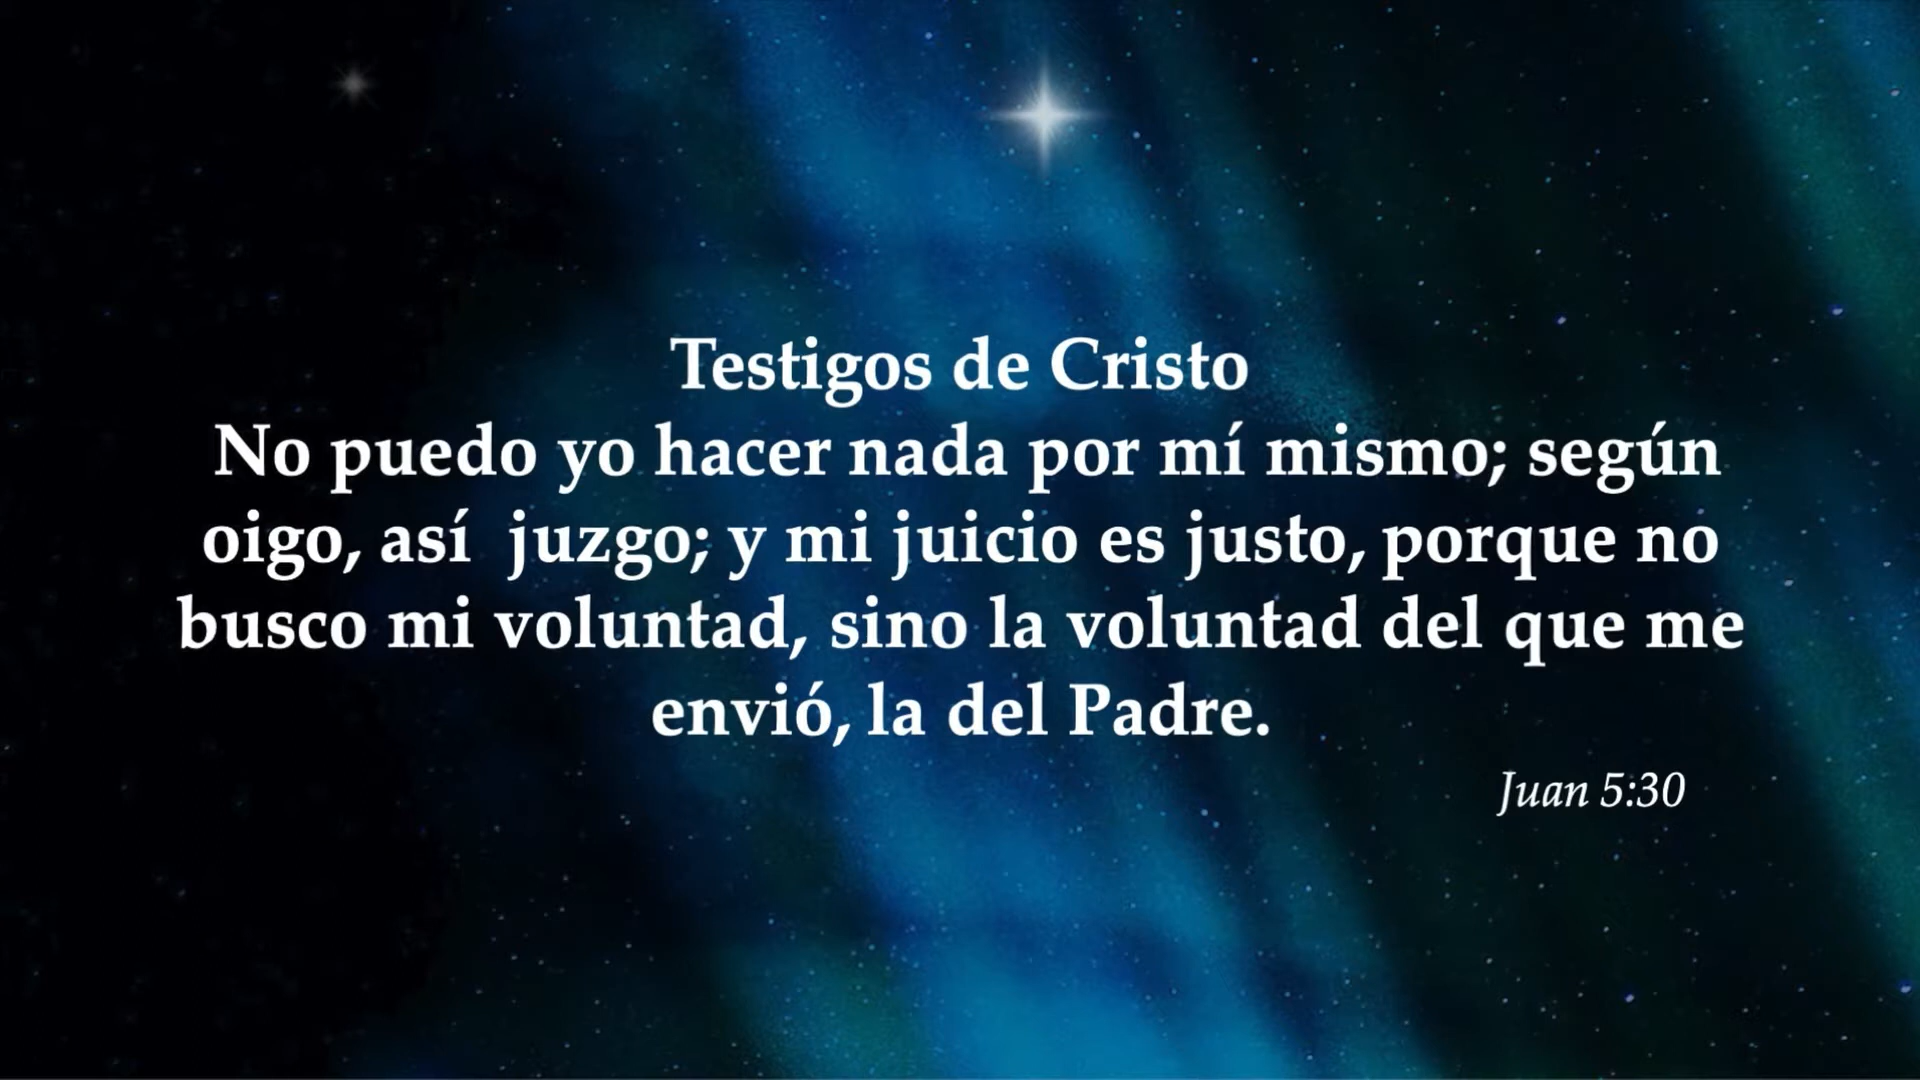 Testigos de Cristo
No puedo yo hacer nada por mí mismo; según
oigo, así  juzgo; y mi juicio es justo, porque no
busco mi voluntad, sino la voluntad del que me
envió, la del Padre.
Juan 5:30